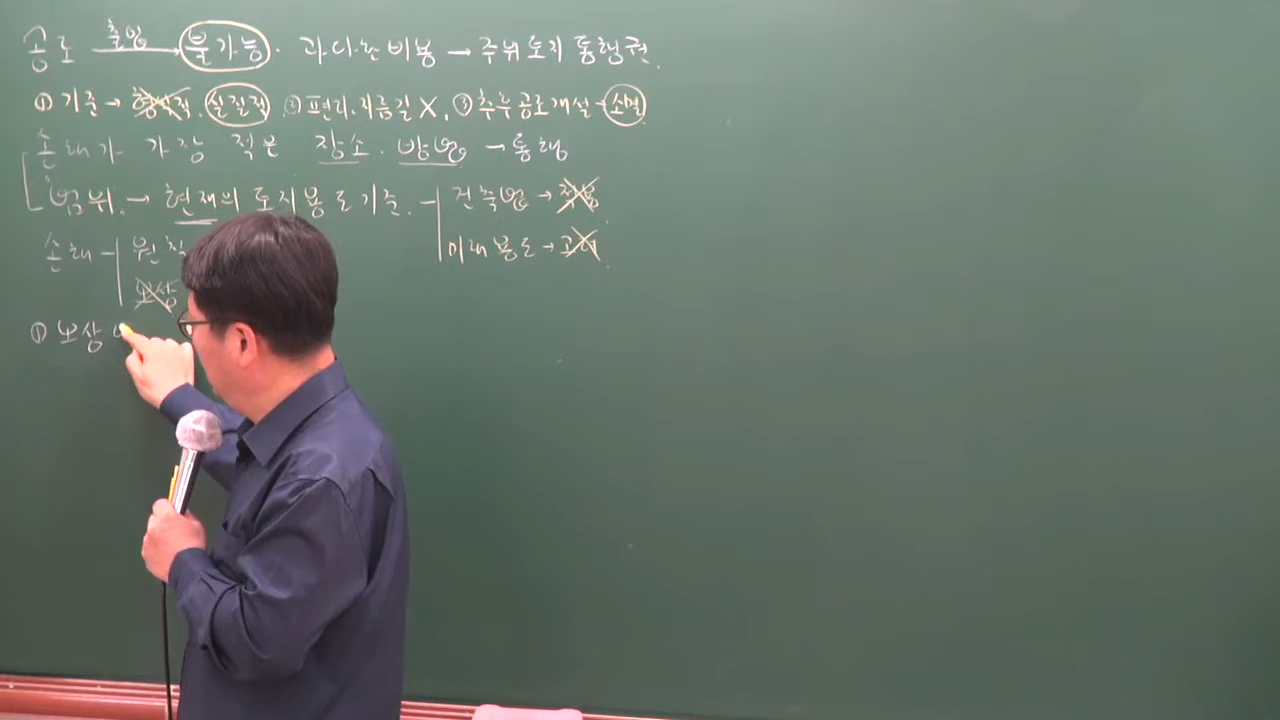 공로 출입→ 불가능. 과다한 비용 → 주위토지통행권.
① 기준 → 형식적. 실질적 ② 편리. 지름길 X. ③ 추후 공로개설 → 소멸
손해가 가장 적은 장소. 방법 → 통행
범위. → 현재의 토지용도 기준. 건축법 → 적용
손해 원칙 미래 용도 → 고려
보상
① 보상